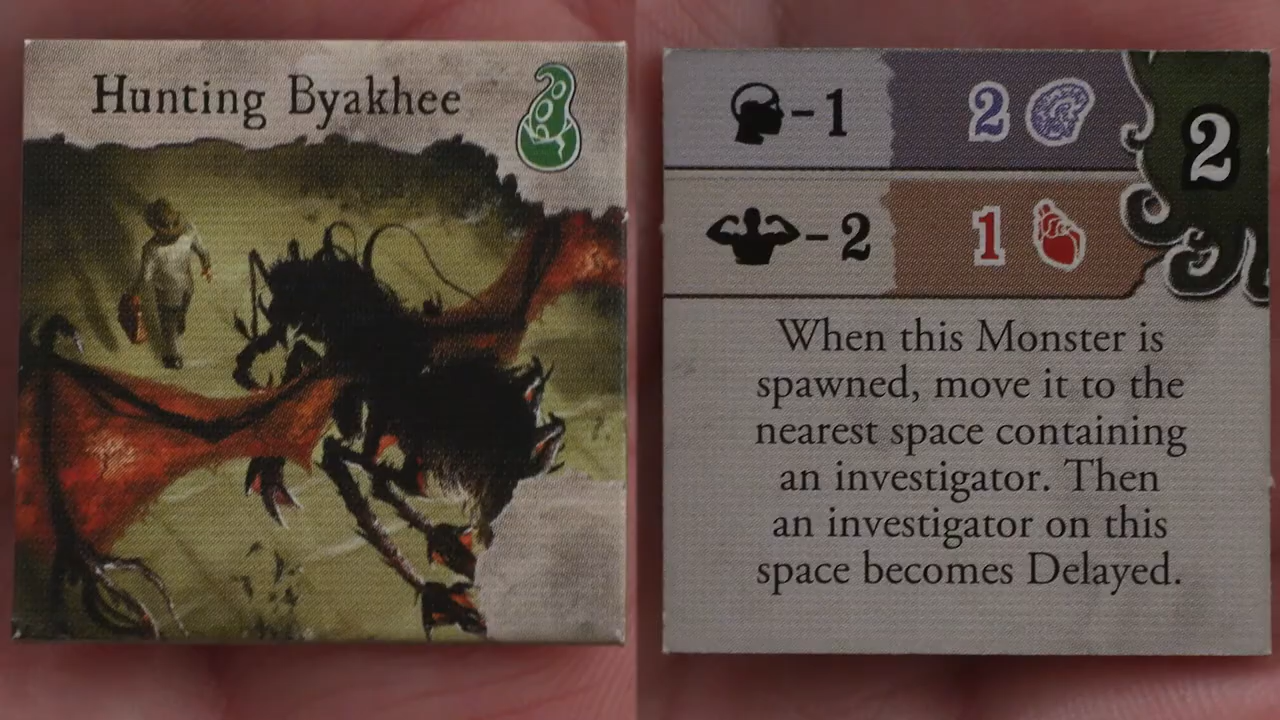 Hunting Byakhee
-1 2 2
-2 1
When this Monster is
spawned, move it to the
nearest space containing
an investigator. Then
an investigator on this
space becomes Delayed.